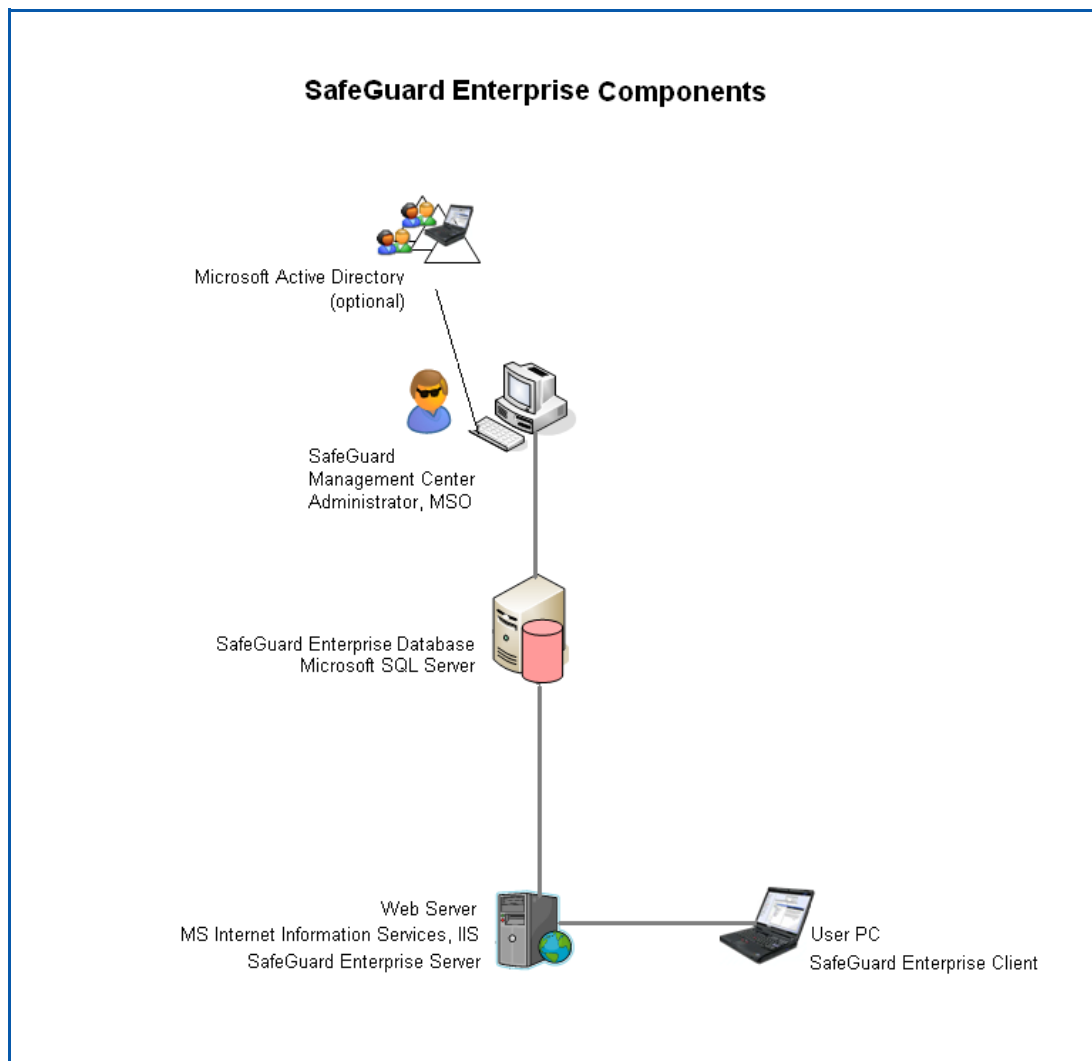 SafeGuard Enterprise Components
Microsoft Active Directory
(optional)
SafeGuard
Management Center
Administrator, MSO
SafeGuard Enterprise Database
Microsoft SQL Server
Web Server
MS Internet Information Services, IIS
SafeGuard Enterprise Server
User PC
SafeGuard Enterprise Client